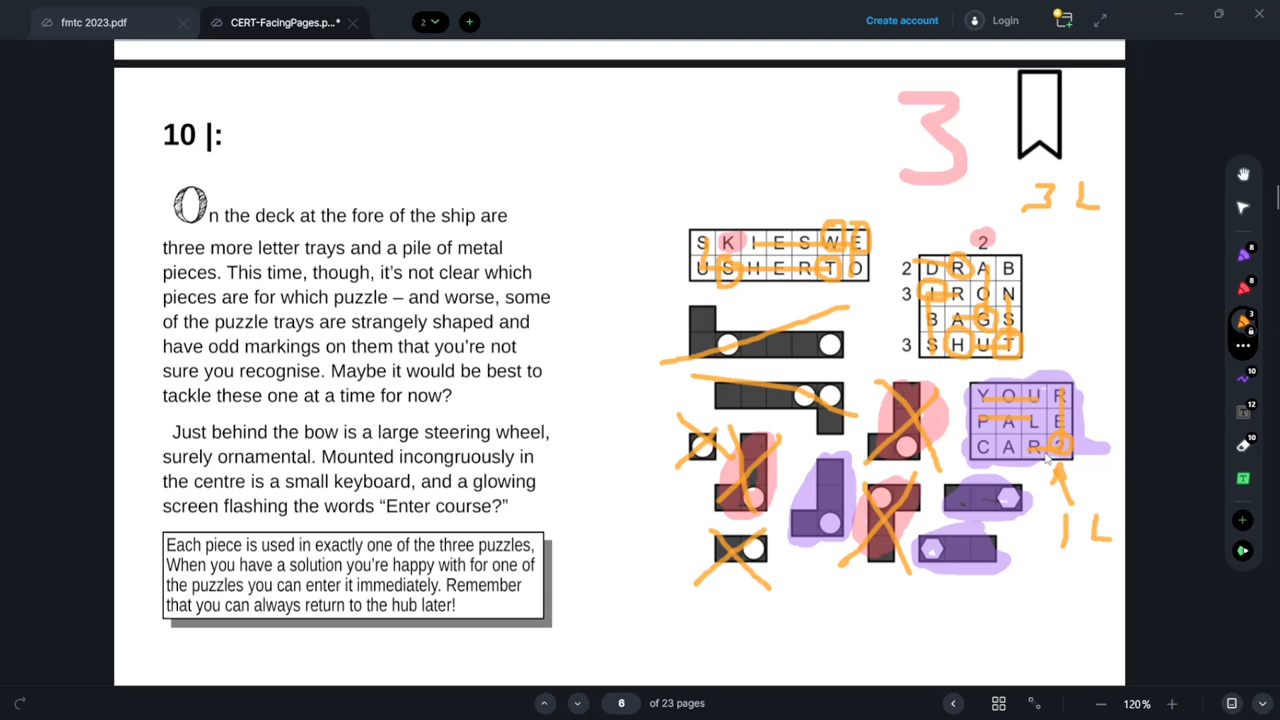 fmtc 2023.pdf
CERT-FacingPages.p...*
2
Create account
Login
10 |:
On the deck at the fore of the ship are
three more letter trays and a pile of metal
pieces. This time, though, it's not clear which
pieces are for which puzzle – and worse, some
of the puzzle trays are strangely shaped and
have odd markings on them that you're not
sure you recognise. Maybe it would be best to
tackle these one at a time for now?
Just behind the bow is a large steering wheel,
surely ornamental. Mounted incongruously in
the centre is a small keyboard, and a glowing
screen flashing the words "Enter course?"
Each piece is used in exactly one of the three puzzles,
When you have a solution you're happy with for one of
the puzzles you can enter it immediately. Remember
that you can always return to the hub later!
3
3 L
S K I E S W E
U S H E R T O
2
2 D R A B
3 I R O N
B A G S
3 S H U T
Y O U R
P A L E
C A R ?
1 L
8
8
3
10
12
10
6
of 23 pages
120%